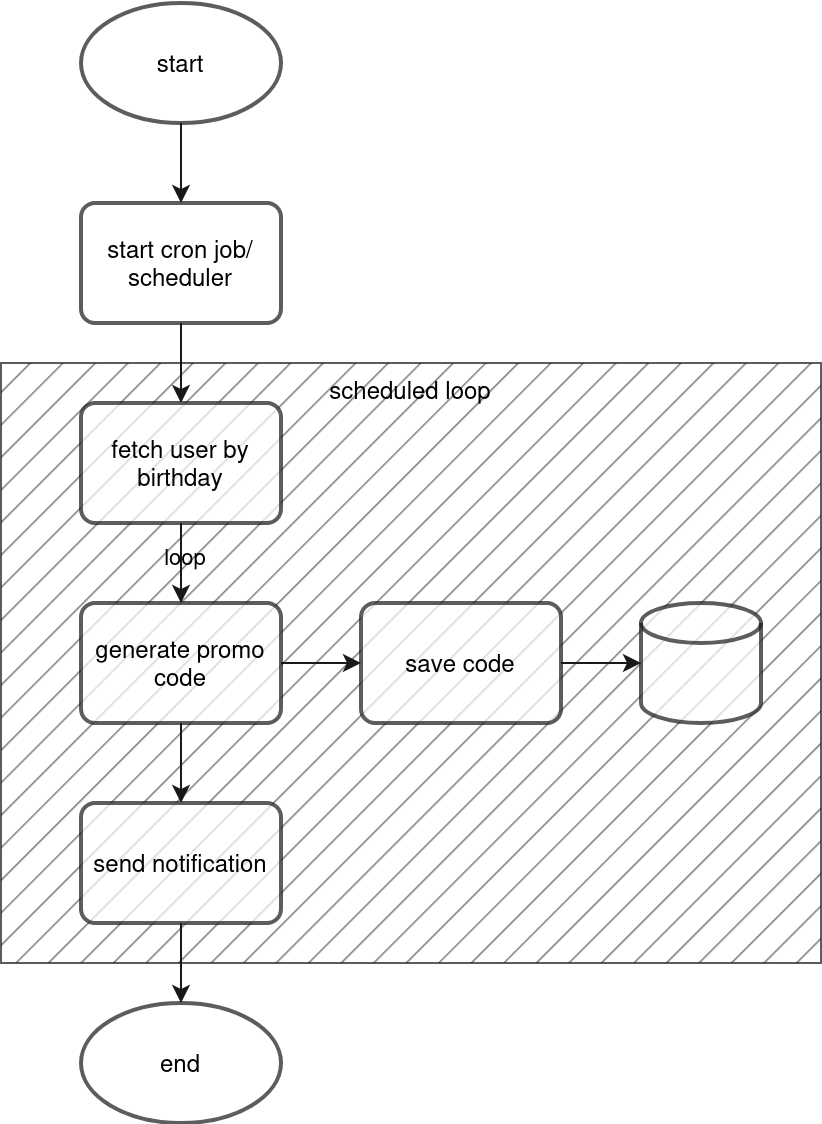 start
start cron job/
scheduler
scheduled loop
fetch user by
birthday
loop
generate promo
code
save code
send notification
end